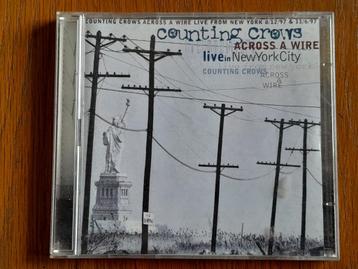 COUNTING CROWS ACROSS A WIRE LIVE FROM NEW YORK 8/12/97 & 11/6/97
counting crows
ACROSS A WIRE
live in NewYorkCity
COUNTING CROWS
ACROSS
A
WIRE